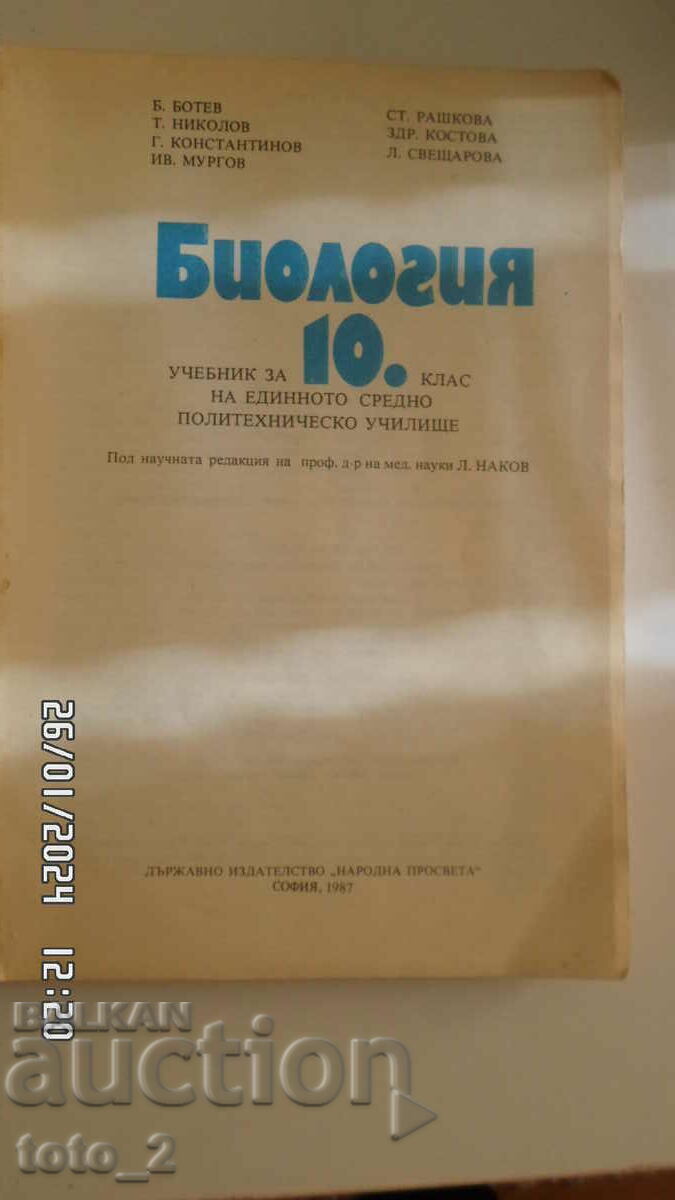 Б. БОТЕВ
Т. НИКОЛОВ
Г. КОНСТАНТИНОВ
ИВ. МУРГОВ
СТ. РАШКОВА
ЗДР. КОСТОВА
Л. СВЕЩАРОВА
Биология
УЧЕБНИК ЗА 10. КЛАС
НА ЕДИННОТО СРЕДНО
ПОЛИТЕХНИЧЕСКО УЧИЛИЩЕ
Под научната редакция на проф. д-р на мед. науки Л. НАКОВ
ДЪРЖАВНО ИЗДАТЕЛСТВО „НАРОДНА ПРОСВЕТА“
СОФИЯ, 1987
26/01/2024 12:20
BALKAN
auction
toto_2